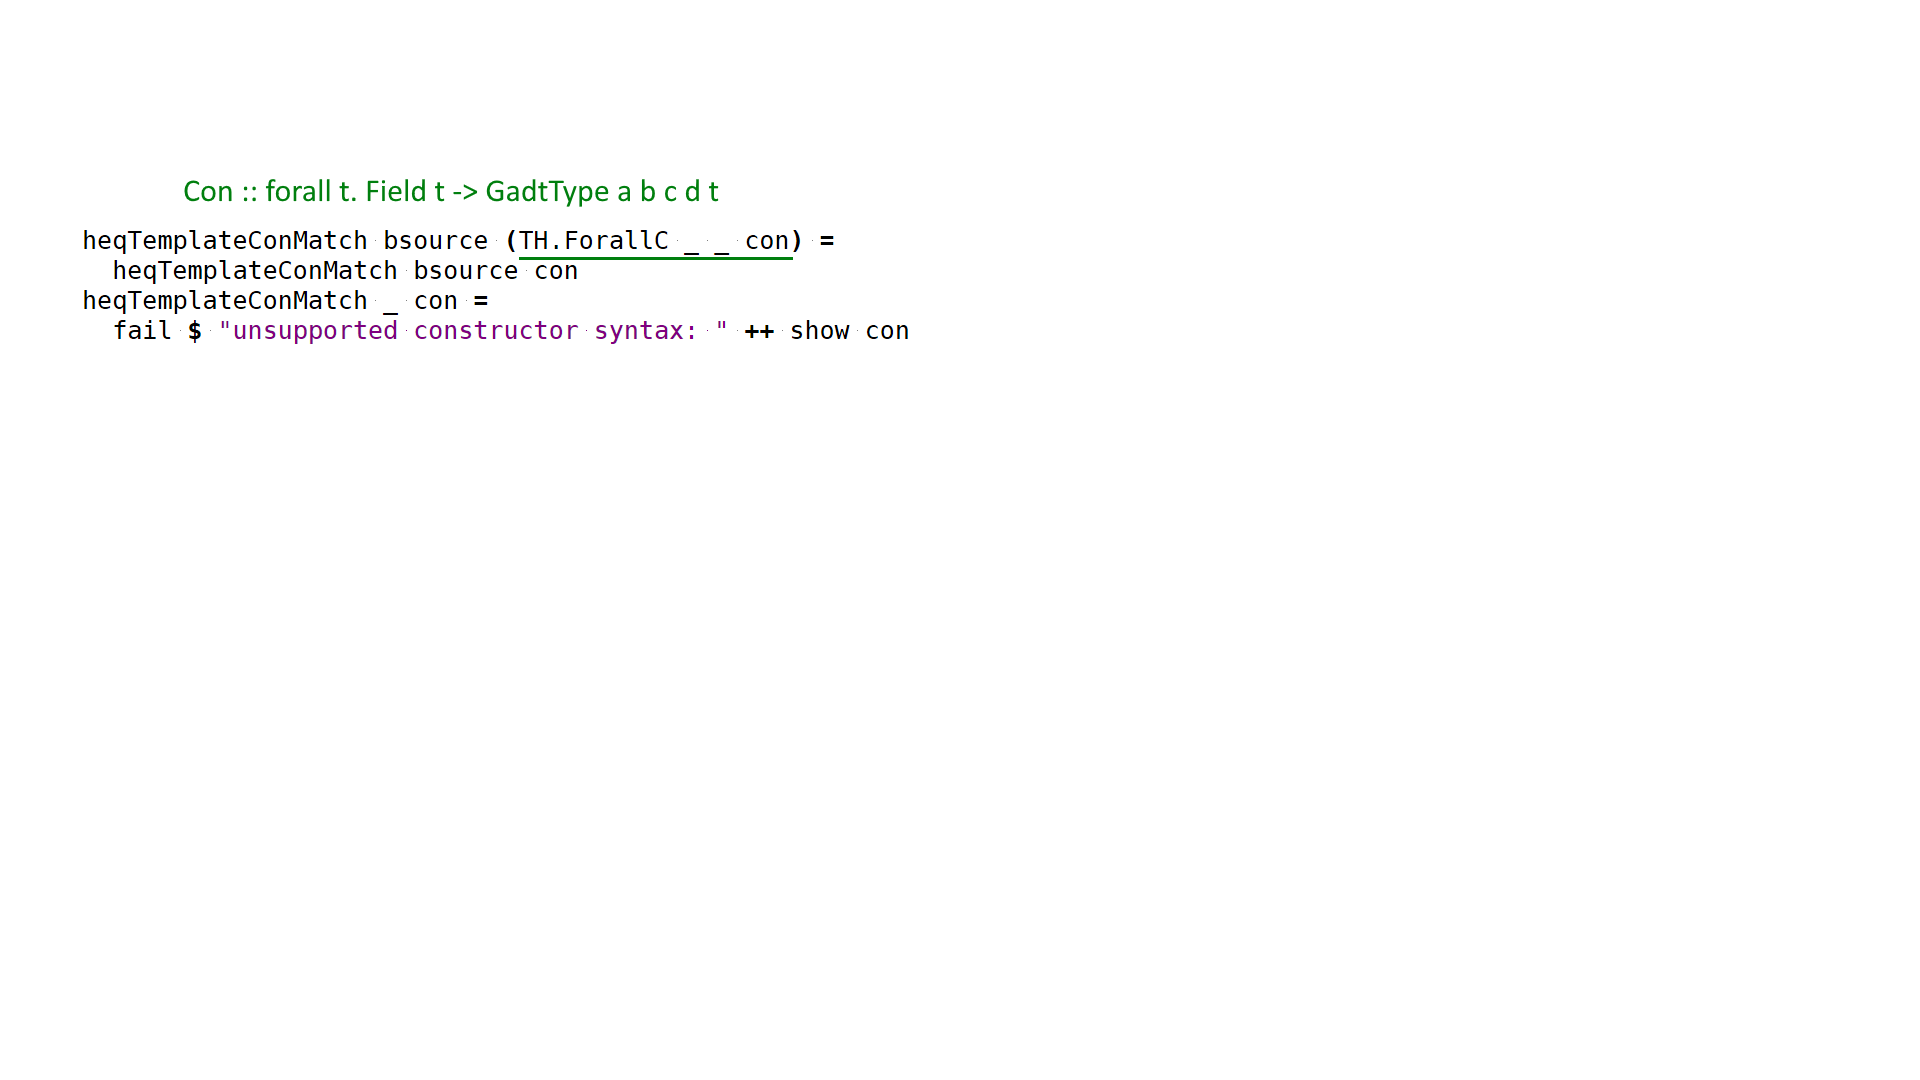 Con :: forall t. Field t -> GadtType a b c d t
heqTemplateConMatch bsource (TH.ForallC _ _ con) =
  heqTemplateConMatch bsource con
heqTemplateConMatch _ con =
  fail $ "unsupported constructor syntax: " ++ show con